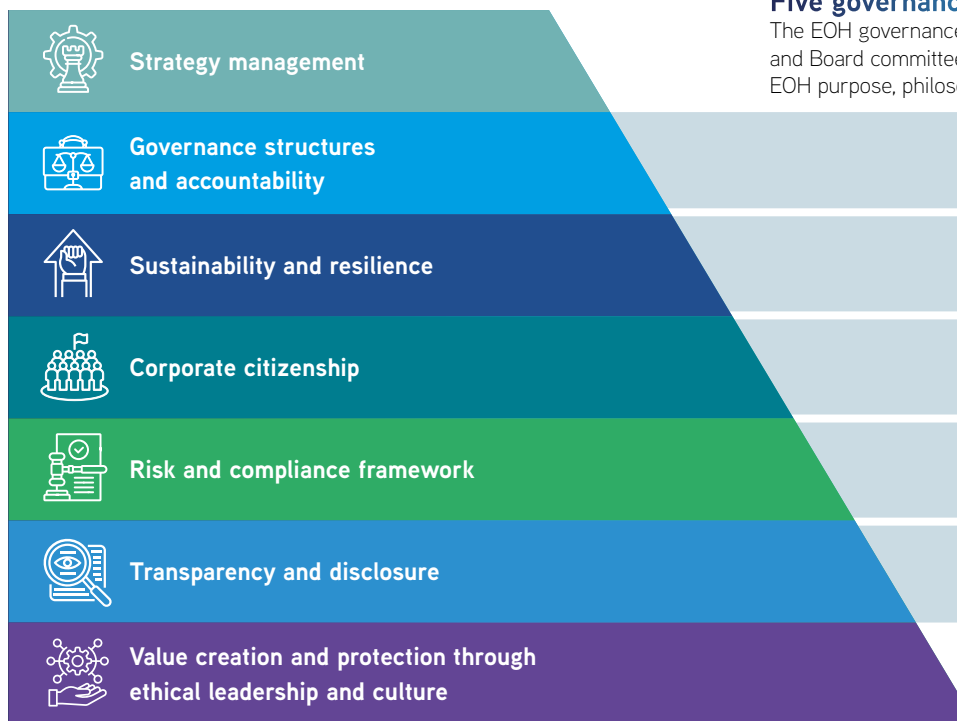 Five governanc
The EOH governance
and Board committee
EOH purpose, philos
Strategy management
Governance structures
and accountability
Sustainability and resilience
Corporate citizenship
Risk and compliance framework
Transparency and disclosure
Value creation and protection through
ethical leadership and culture